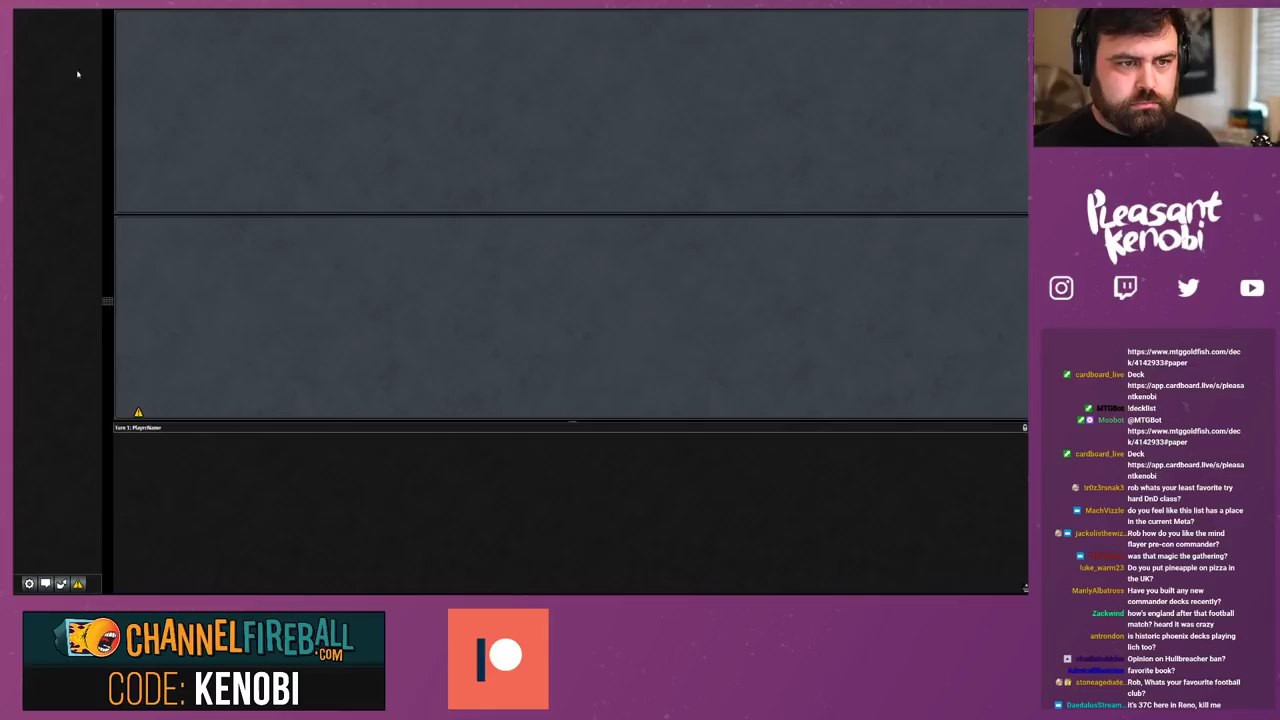 Turn 1: PlayerName
CHANNELFIREBALL
.COM
CODE: KENOBI
PLeasant
kenobi
https://www.mtggoldfish.com/dec
k/4142933#paper
cardboard_live Deck
https://app.cardboard.live/s/pleasa
ntkenobi
MTGBot !decklist
Moobot @MTGBot
https://www.mtggoldfish.com/dec
k/4142933#paper
cardboard_live Deck
https://app.cardboard.live/s/pleasa
ntkenobi
tr0z3rsnak3 rob whats your least favorite try
hard DnD class?
MachVizzle do you feel like this list has a place
in the current Meta?
jackolisthewiz.. Rob how do you like the mind
flayer pre-con commander?
was that magic the gathering?
luke_warm23 Do you put pineapple on pizza in
the UK?
ManlyAlbatross Have you built any new
commander decks recently?
Zackwind how's england after that football
match? heard it was crazy
antrondon is historic phoenix decks playing
lich too?
Opinion on Hullbreacher ban?
favorite book?
stoneagedude.. Rob, Whats your favourite football
club?
DaedalusStream.. it's 37C here in Reno, kill me